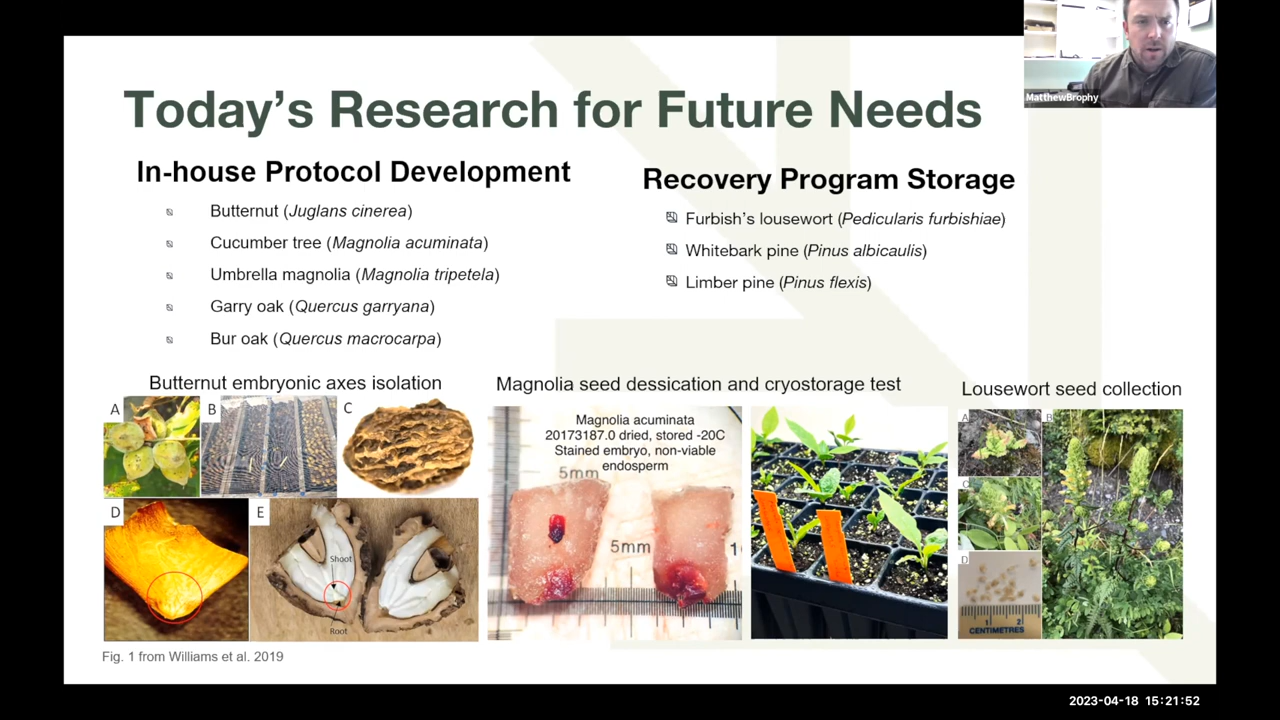 MatthewBrophy
Today's Research for Future Needs
In-house Protocol Development
Butternut (Juglans cinerea)
Cucumber tree (Magnolia acuminata)
Umbrella magnolia (Magnolia tripetela)
Garry oak (Quercus garryana)
Bur oak (Quercus macrocarpa)
Recovery Program Storage
Furbish's lousewort (Pedicularis furbishiae)
Whitebark pine (Pinus albicaulis)
Limber pine (Pinus flexis)
Butternut embryonic axes isolation
A
B
C
D
E
Shoot
Root
Fig. 1 from Williams et al. 2019
Magnolia seed dessication and cryostorage test
Magnolia acuminata
20173187.0 dried, stored -20C
Stained embryo, non-viable
endosperm
5mm
5mm
Lousewort seed collection
A
B
C
D
1 2
CENTIMETRES
2023-04-18 15:21:52